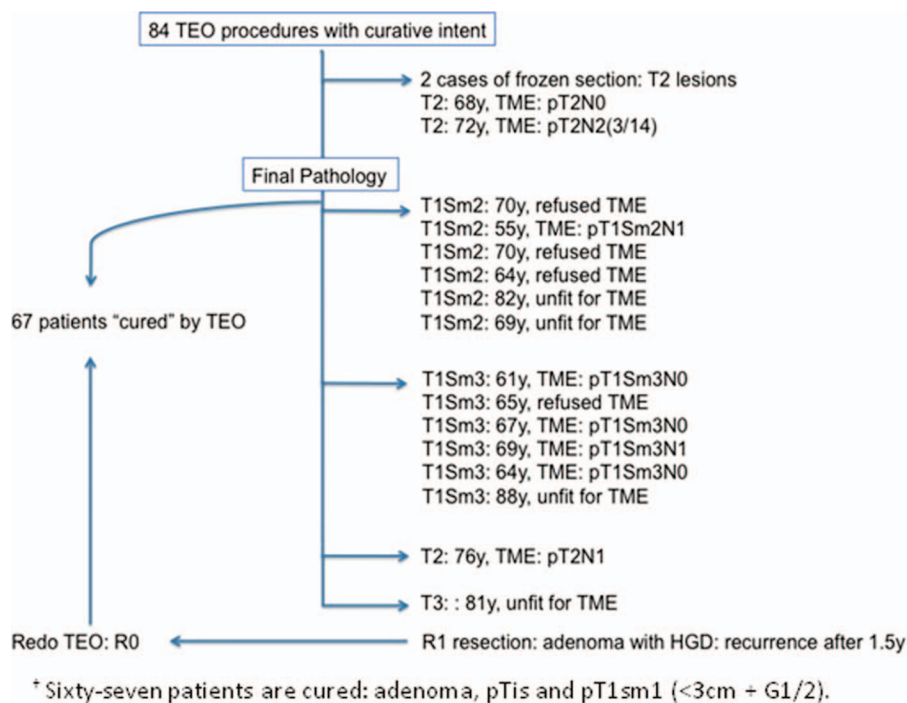 84 TEO procedures with curative intent
2 cases of frozen section: T2 lesions
T2: 68y, TME: pT2N0
T2: 72y, TME: pT2N2(3/14)
Final Pathology
T1Sm2: 70y, refused TME
T1Sm2: 55y, TME: pT1Sm2N1
T1Sm2: 70y, refused TME
T1Sm2: 64y, refused TME
T1Sm2: 82y, unfit for TME
T1Sm2: 69y, unfit for TME
67 patients “cured” by TEO
T1Sm3: 61y, TME: pT1Sm3N0
T1Sm3: 65y, refused TME
T1Sm3: 67y, TME: pT1Sm3N0
T1Sm3: 69y, TME: pT1Sm3N1
T1Sm3: 64y, TME: pT1Sm3N0
T1Sm3: 88y, unfit for TME
T2: 76y, TME: pT2N1
T3: : 81y, unfit for TME
Redo TEO: R0
R1 resection: adenoma with HGD: recurrence after 1.5y
† Sixty-seven patients are cured: adenoma, pTis and pT1sm1 (<3cm + G1/2).